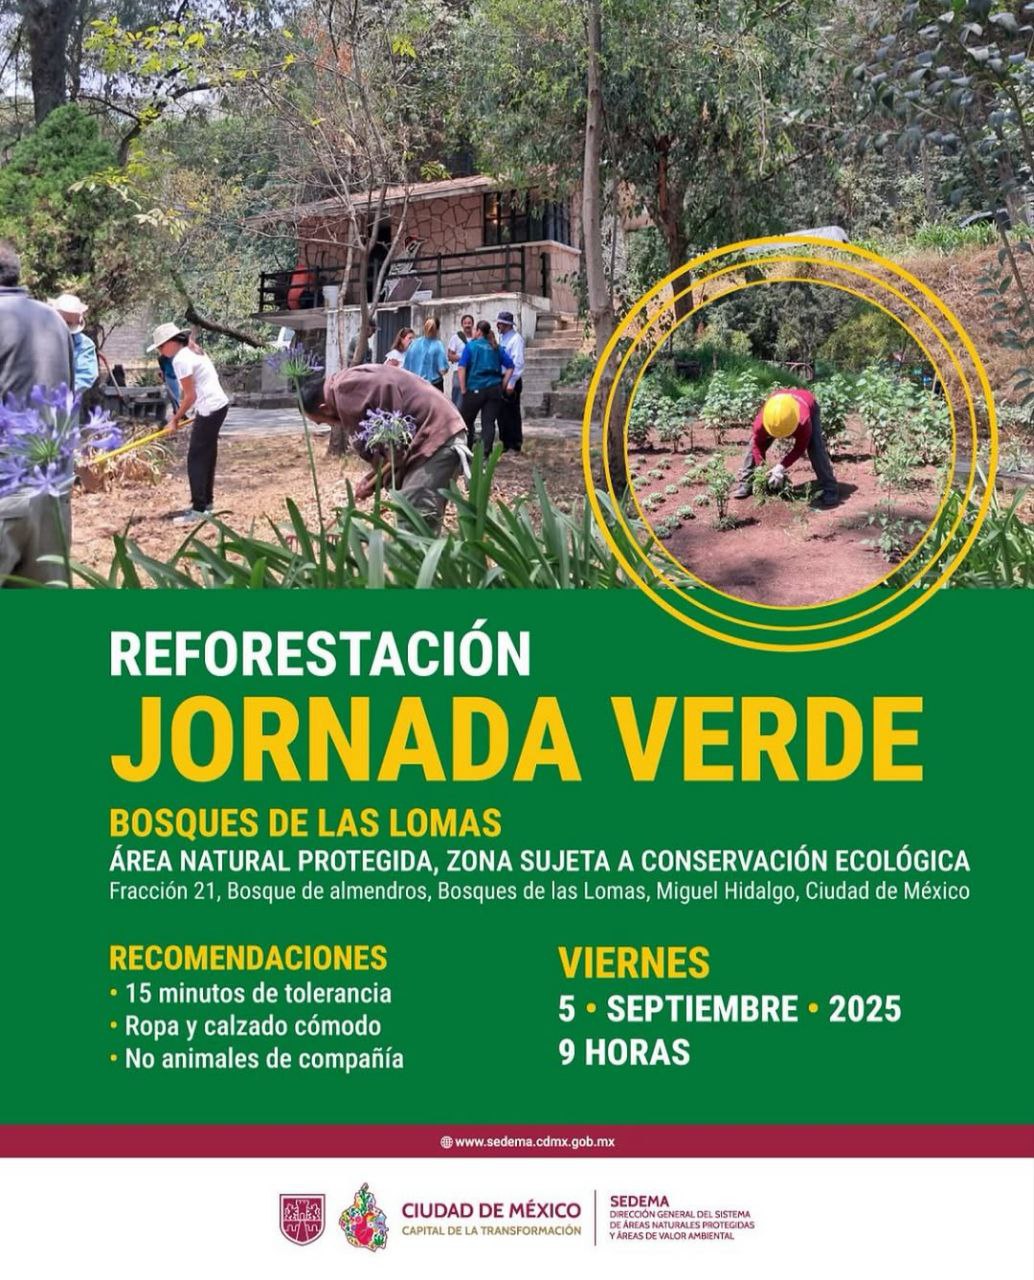 REFORESTACIÓN
JORNADA VERDE
BOSQUES DE LAS LOMAS
ÁREA NATURAL PROTEGIDA, ZONA SUJETA A CONSERVACIÓN ECOLÓGICA
Fracción 21, Bosque de almendros, Bosques de las Lomas, Miguel Hidalgo, Ciudad de México
RECOMENDACIONES
• 15 minutos de tolerancia
• Ropa y calzado cómodo
• No animales de compañía
VIERNES
5 • SEPTIEMBRE • 2025
9 HORAS
www.sedema.cdmx.gob.mx
CIUDAD DE MÉXICO
CAPITAL DE LA TRANSFORMACIÓN
SEDEMA
DIRECCIÓN GENERAL DEL SISTEMA
DE ÁREAS NATURALES PROTEGIDAS
Y ÁREAS DE VALOR AMBIENTAL